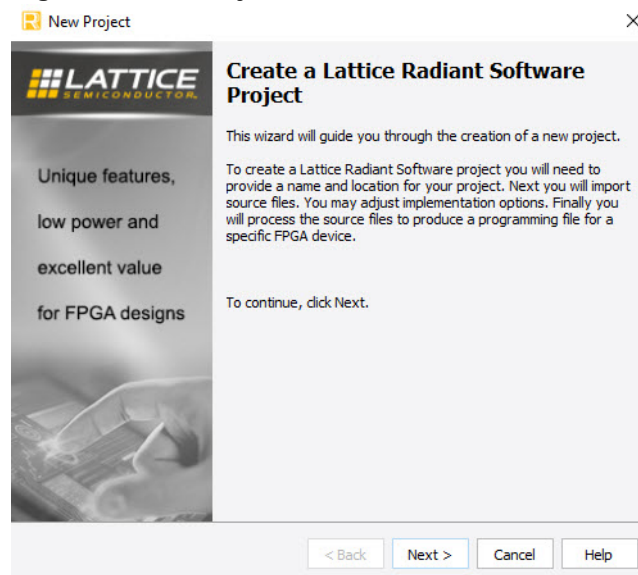 New Project
LATTICE
SEMICONDUCTOR.
Create a Lattice Radiant Software
Project
This wizard will guide you through the creation of a new project.
To create a Lattice Radiant Software project you will need to
provide a name and location for your project. Next you will import
source files. You may adjust implementation options. Finally you
will process the source files to produce a programming file for a
specific FPGA device.
To continue, click Next.
Unique features,
low power and
excellent value
for FPGA designs
< Back Next > Cancel Help